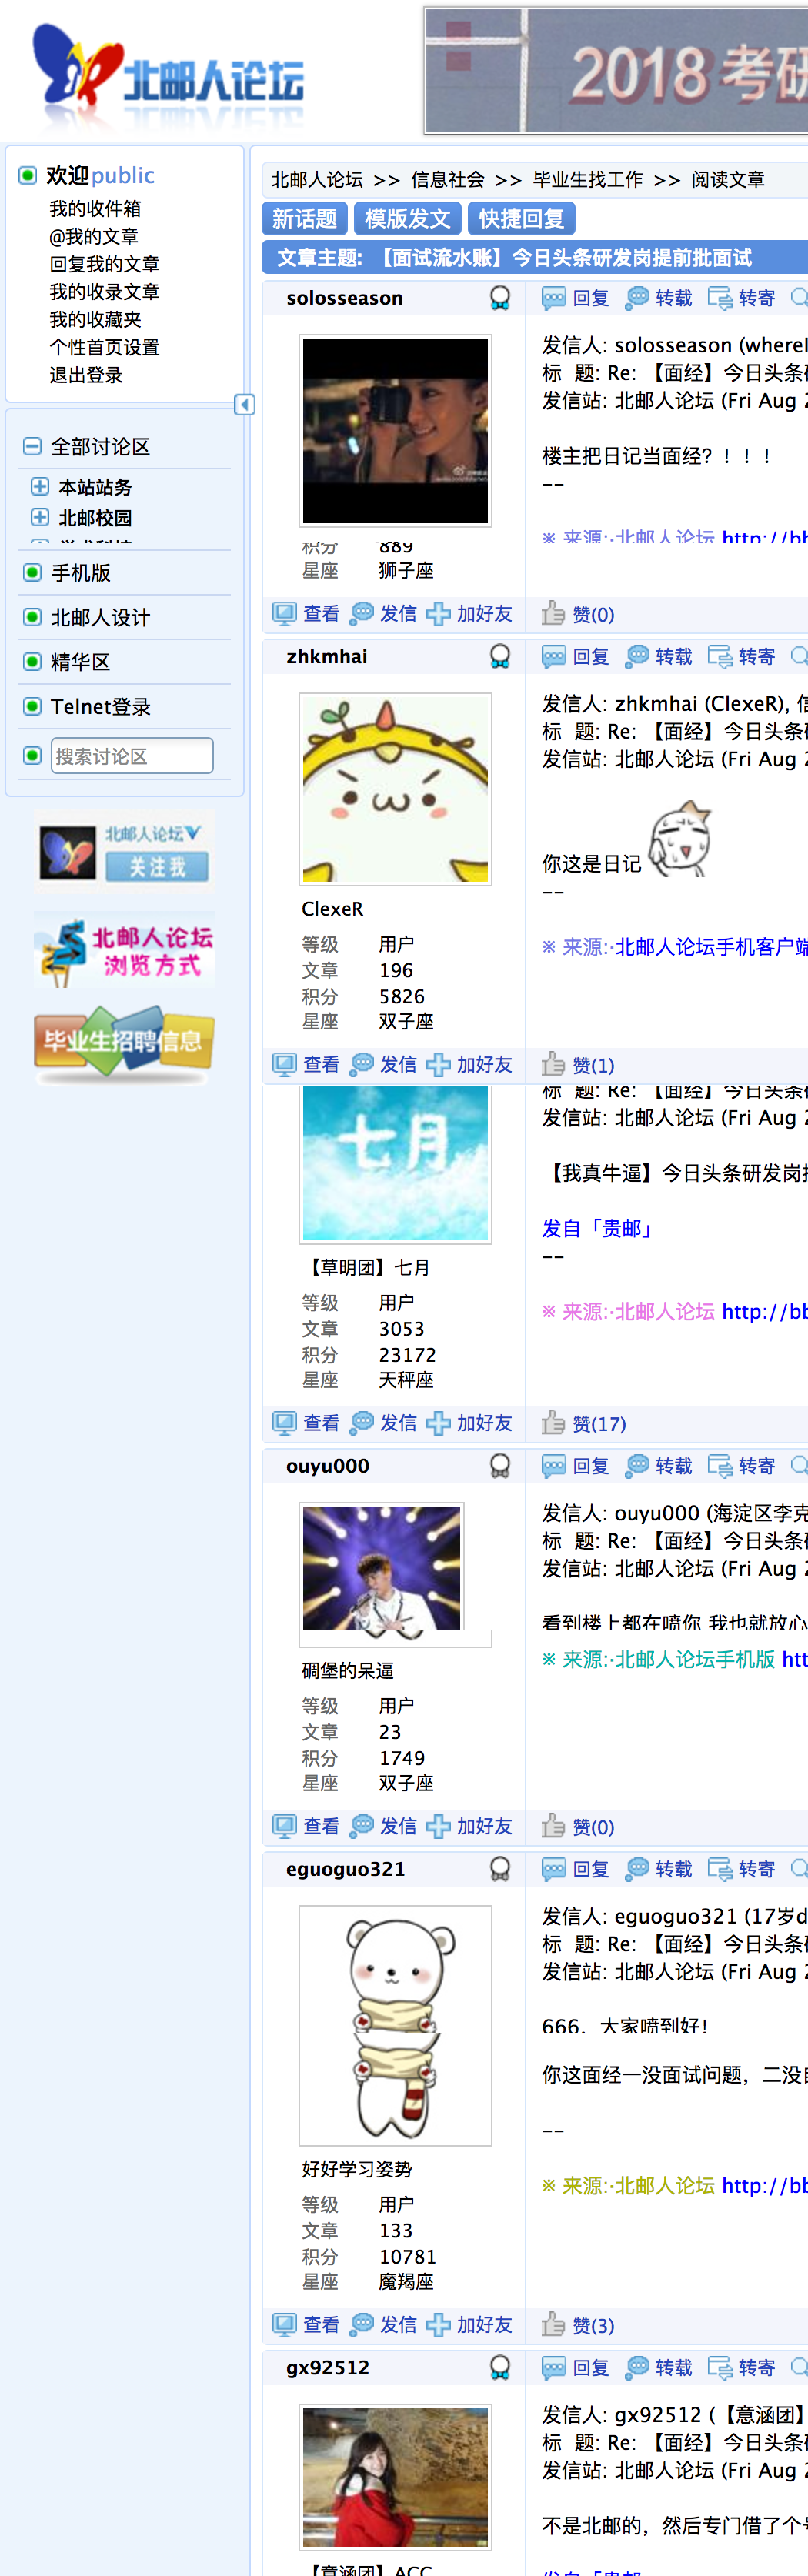 北邮人论坛
2018 考研
欢迎public
我的收件箱
@我的文章
回复我的文章
我的收录文章
我的收藏夹
个性首页设置
退出登录
全部讨论区
本站站务
北邮校园
手机版
北邮人设计
精华区
Telnet登录
搜索讨论区
北邮人论坛
关注我
北邮人论坛
浏览方式
毕业生招聘信息
北邮人论坛 >> 信息社会 >> 毕业生找工作 >> 阅读文章
新话题 模版发文 快捷回复
文章主题: 【面试流水账】今日头条研发岗提前批面试
solosseason 回复 转载 转寄
发信人: solosseason (whereI
标 题: Re: 【面经】今日头条
发信站: 北邮人论坛 (Fri Aug 2
楼主把日记当面经？！！！
--
※ 来源:·北邮人论坛 http://bb
积分 889
星座 狮子座
查看 发信 加好友 赞(0)
zhkmhai 回复 转载 转寄
发信人: zhkmhai (ClexeR), 信
标 题: Re: 【面经】今日头条
发信站: 北邮人论坛 (Fri Aug 2
你这是日记
--
ClexeR
※ 来源:·北邮人论坛手机客户端
等级 用户
文章 196
积分 5826
星座 双子座
查看 发信 加好友 赞(1)
标 题: Re: 【面经】今日头条
发信站: 北邮人论坛 (Fri Aug 2
七月
【我真牛逼】今日头条研发岗
发自「贵邮」
--
【草明团】七月
※ 来源:·北邮人论坛 http://bb
等级 用户
文章 3053
积分 23172
星座 天秤座
查看 发信 加好友 赞(17)
ouyu000 回复 转载 转寄
发信人: ouyu000 (海淀区李克
标 题: Re: 【面经】今日头条
发信站: 北邮人论坛 (Fri Aug 2
看到楼上都在喷你 我也就放心
※ 来源:·北邮人论坛手机版 htt
碉堡的呆逼
等级 用户
文章 23
积分 1749
星座 双子座
查看 发信 加好友 赞(0)
eguoguo321 回复 转载 转寄
发信人: eguoguo321 (17岁d
标 题: Re: 【面经】今日头条
发信站: 北邮人论坛 (Fri Aug 2
666，大家喷到好！
你这面经一没面试问题，二没自
--
好好学习姿势
※ 来源:·北邮人论坛 http://bb
等级 用户
文章 133
积分 10781
星座 魔羯座
查看 发信 加好友 赞(3)
gx92512 回复 转载 转寄
发信人: gx92512 (【意涵团】
标 题: Re: 【面经】今日头条
发信站: 北邮人论坛 (Fri Aug 2
不是北邮的，然后专门借了个号
【意涵团】ACC